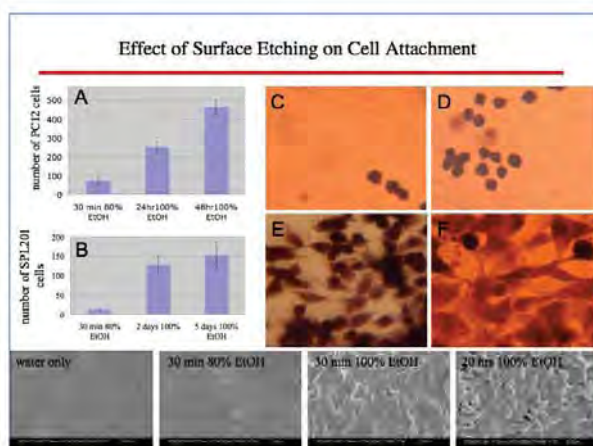 Effect of Surface Etching on Cell Attachment
A
number of PC12 cells
500
400
300
200
100
0
30 min 80% EtOH
24hr100% EtOH
48hr100% EtOH
B
number of SPL201 cells
200
150
100
50
0
30 min 80% EtOH
2 days 100%
5 days 100% EtOH
C
D
E
F
water only
30 min 80% EtOH
30 min 100% EtOH
20 hrs 100% EtOH